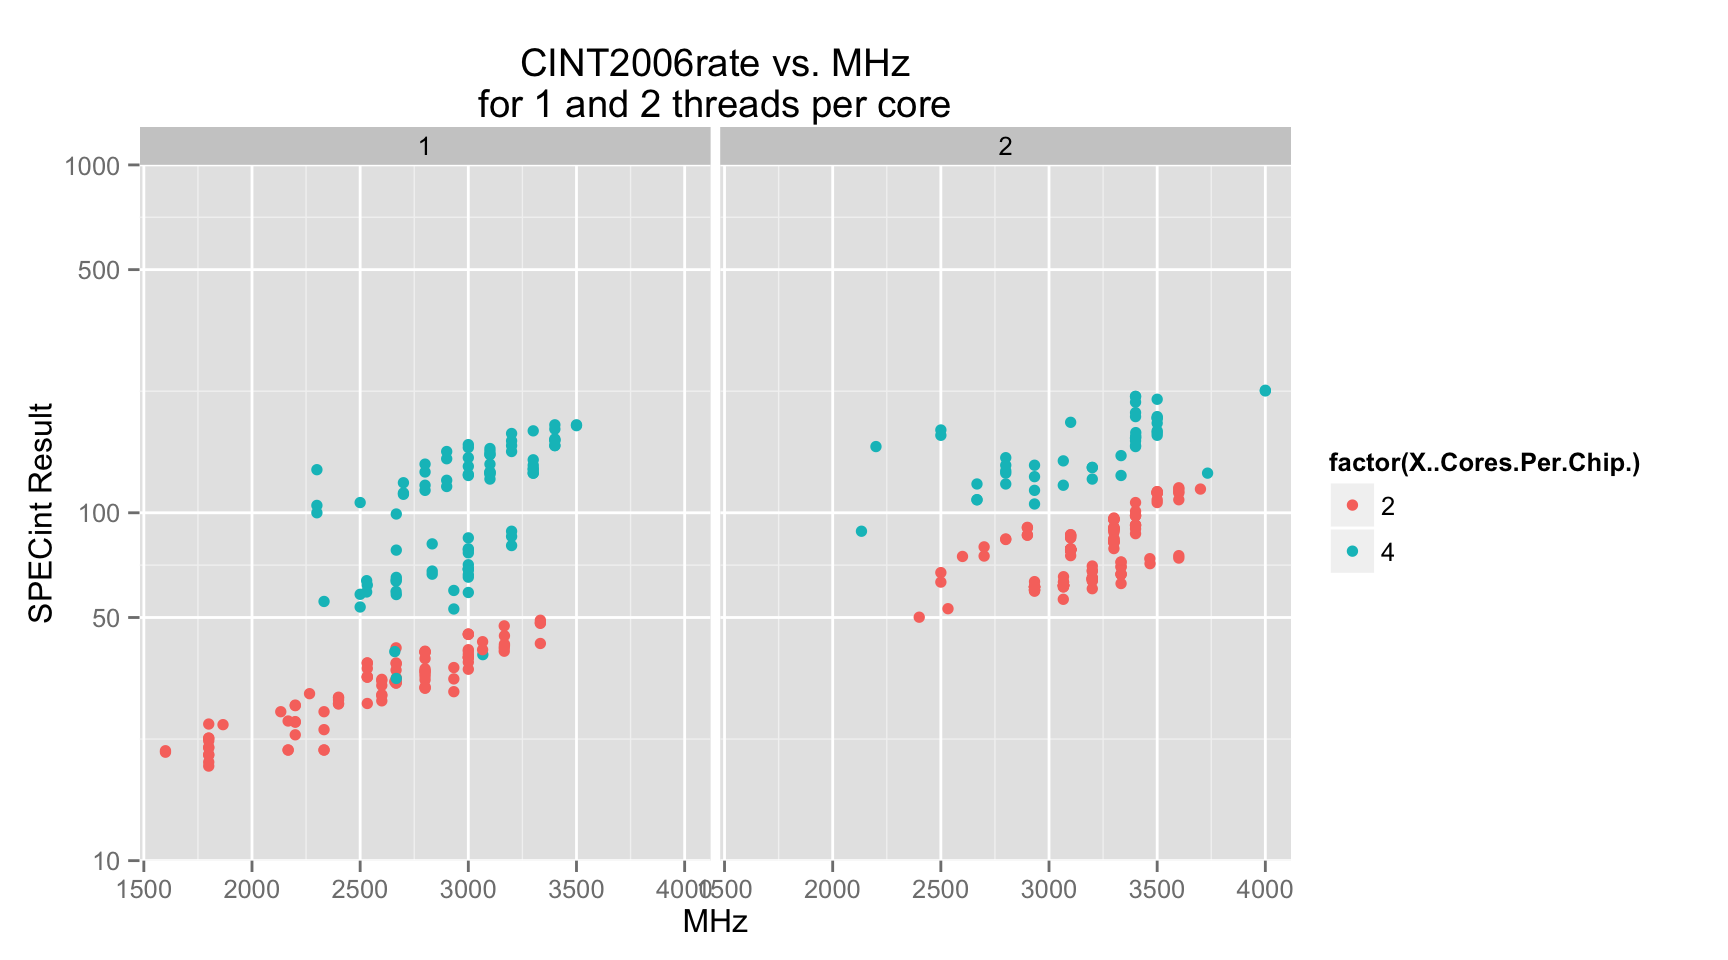 CINT2006rate vs. MHz
for 1 and 2 threads per core
1
2
1000
500
100
50
10
SPECint Result
1500 2000 2500 3000 3500 4000 1500 2000 2500 3000 3500 4000
MHz
factor(X..Cores.Per.Chip.)
2
4